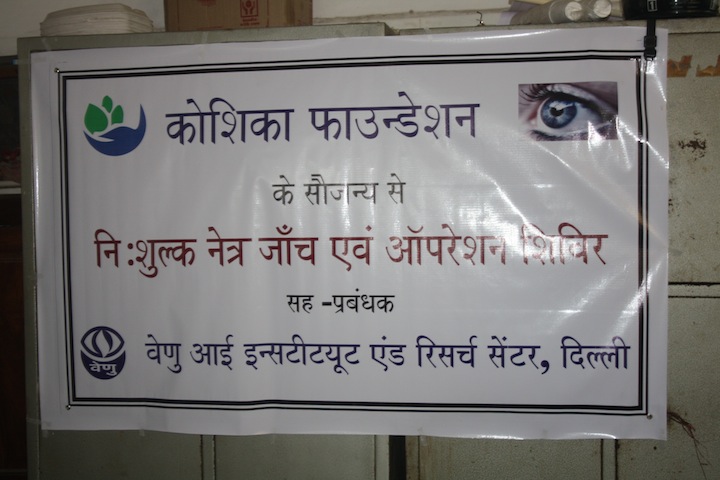 कोशिका फाउन्डेशन
के सौजन्य से
नि:शुल्क नेत्र जाँच एवं ऑपरेशन शिविर
सह -प्रबंधक
वेणु
वेणु आई इन्सटीटयूट एंड रिसर्च सेंटर, दिल्ली